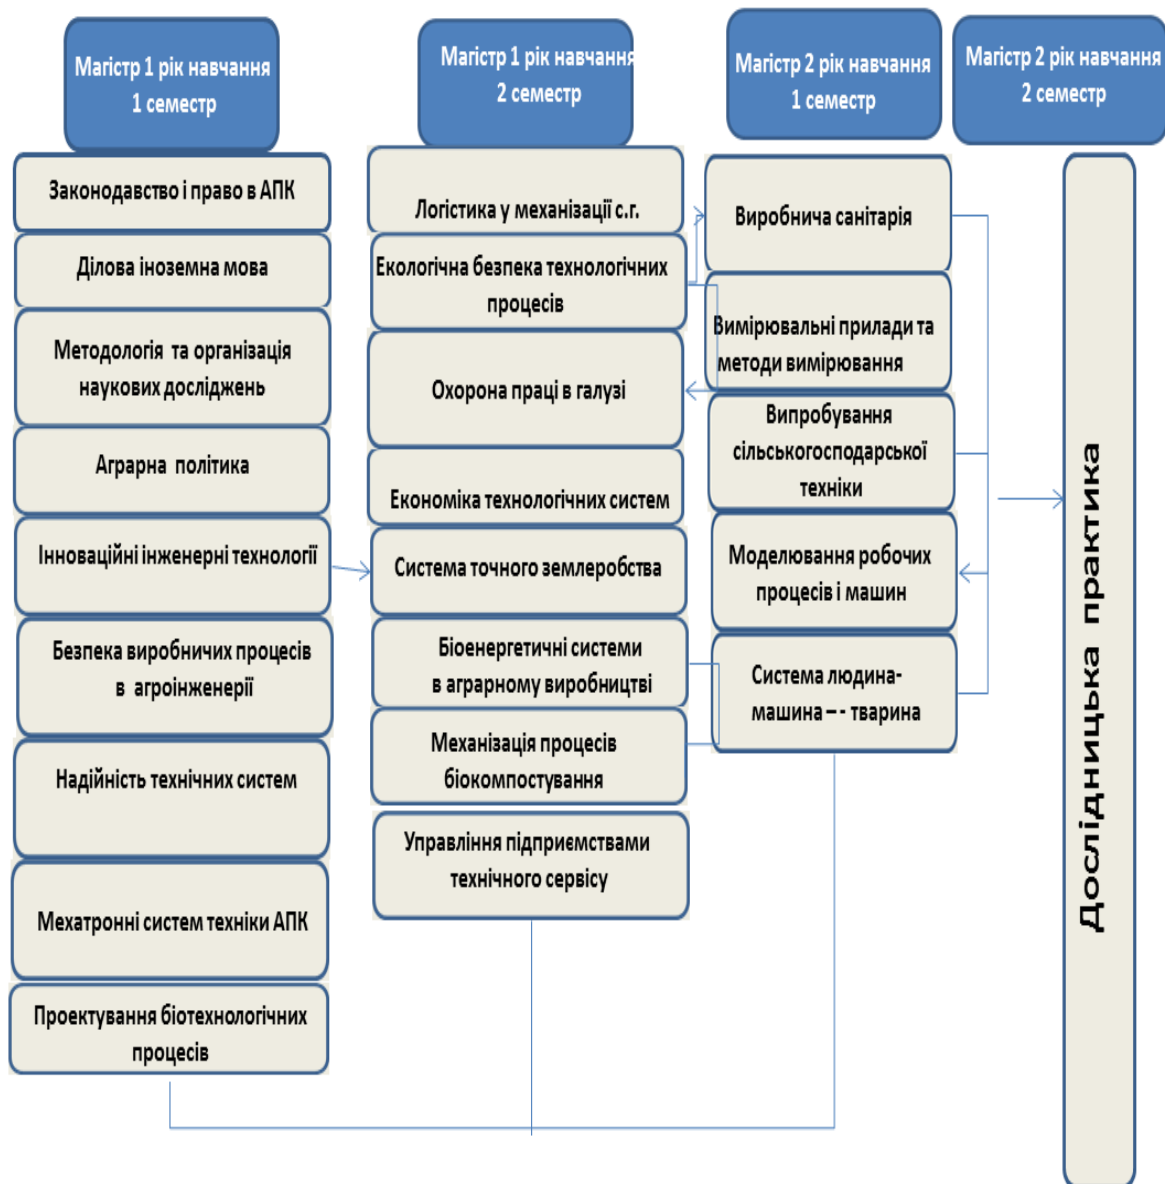 Магістр 1 рік навчання
1 семестр
Законодавство і право в АПК
Ділова іноземна мова
Методологія та організація
наукових досліджень
Аграрна політика
Інноваційні інженерні технології
Безпека виробничих процесів
в агроінженерії
Надійність технічних систем
Мехатронні систем техніки АПК
Проектування біотехнологічних
процесів
Магістр 1 рік навчання
2 семестр
Логістика у механізації с.г.
Екологічна безпека технологічних
процесів
Охорона праці в галузі
Економіка технологічних систем
Система точного землеробства
Біоенергетичні системи
в аграрному виробництві
Механізація процесів
біокомпостування
Управління підприємствами
технічного сервісу
Магістр 2 рік навчання
1 семестр
Виробнича санітарія
Вимірювальні прилади та
методи вимірювання
Випробування
сільськогосподарської
техніки
Моделювання робочих
процесів і машин
Система людина-
машина – - тварина
Магістр 2 рік навчання
2 семестр
Дослідницька практика